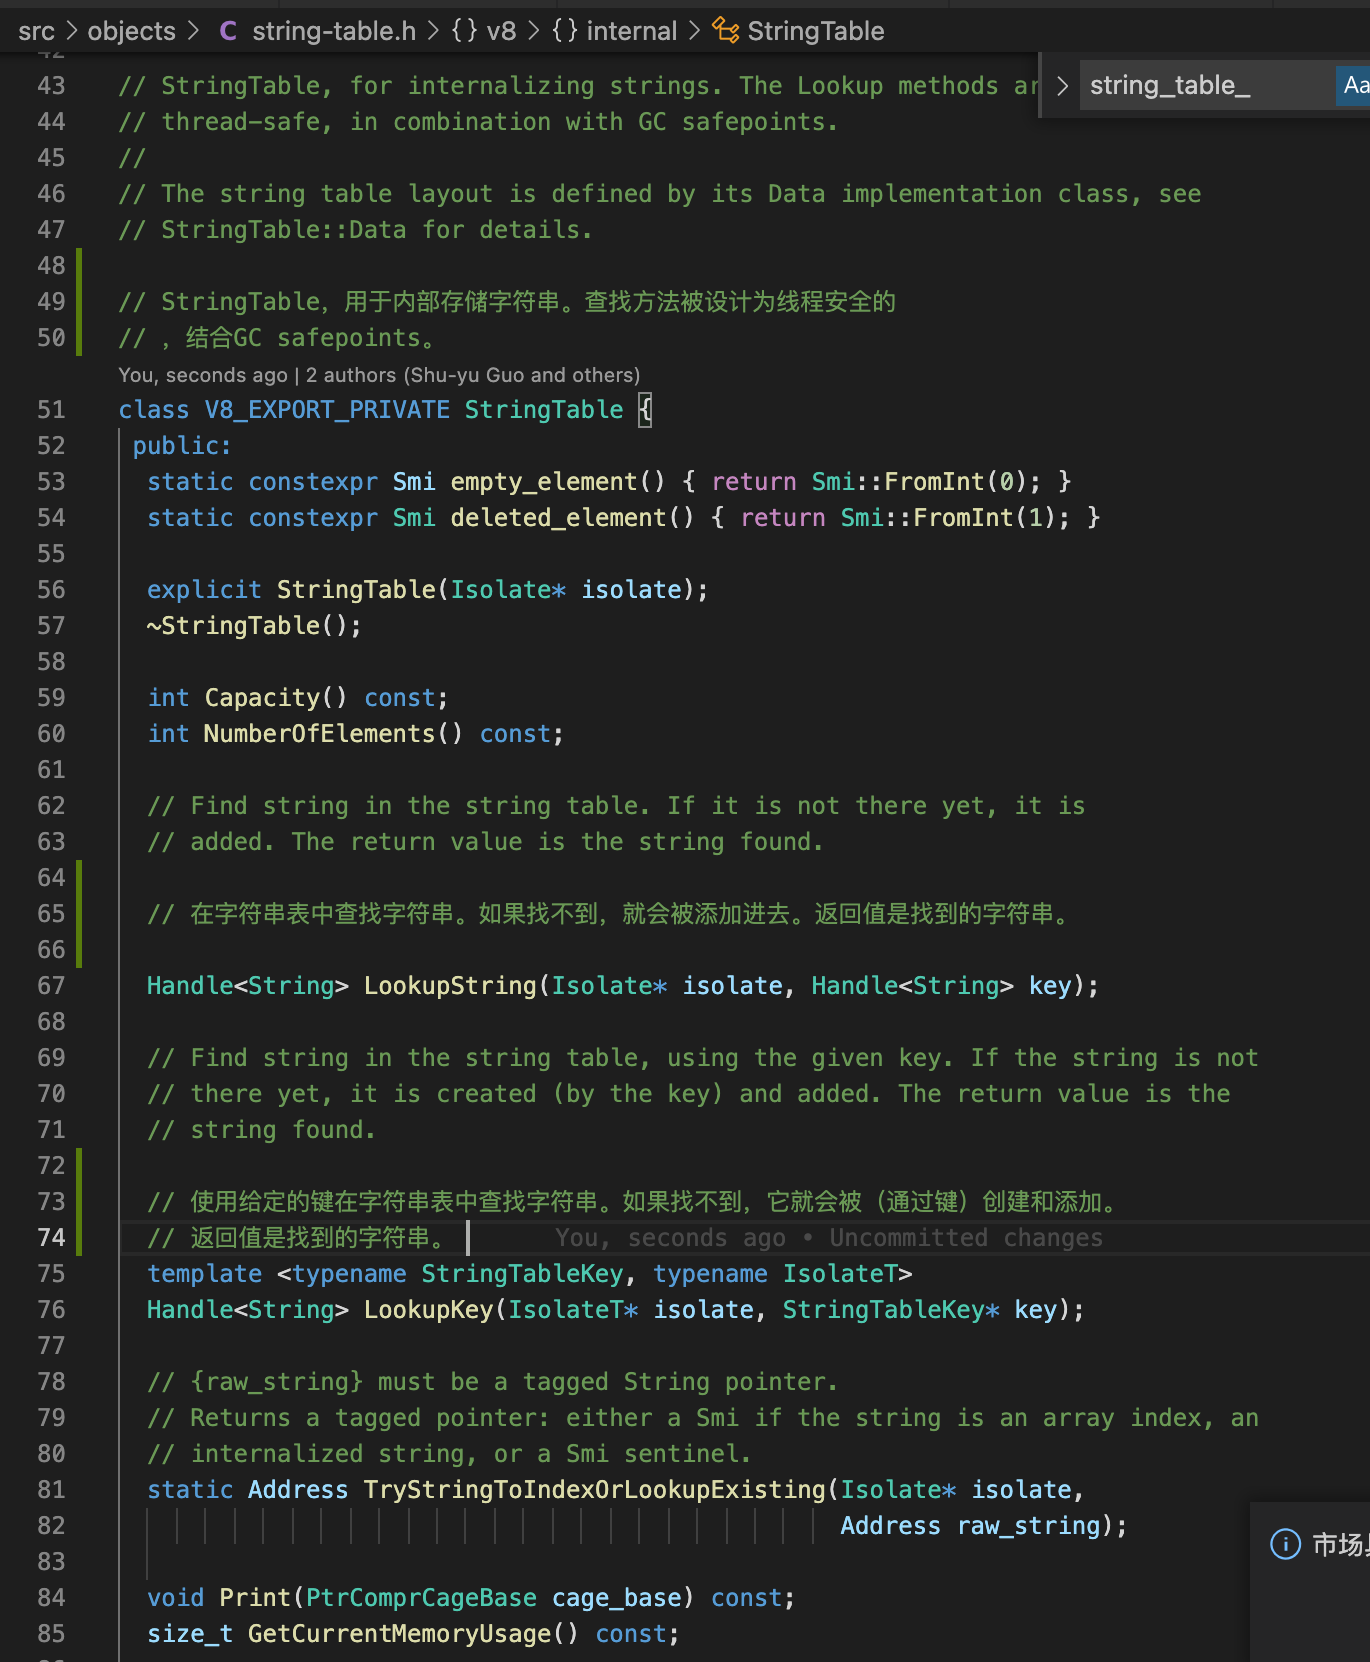 src > objects > C string-table.h > {} v8 > {} internal > StringTable
> string_table_ Aa
43 // StringTable, for internalizing strings. The Lookup methods ar
44 // thread-safe, in combination with GC safepoints.
45 //
46 // The string table layout is defined by its Data implementation class, see
47 // StringTable::Data for details.
48
49 // StringTable，用于内部存储字符串。查找方法被设计为线程安全的
50 // ，结合GC safepoints。
You, seconds ago | 2 authors (Shu-yu Guo and others)
51 class V8_EXPORT_PRIVATE StringTable {
52 public:
53 static constexpr Smi empty_element() { return Smi::FromInt(0); }
54 static constexpr Smi deleted_element() { return Smi::FromInt(1); }
55
56 explicit StringTable(Isolate* isolate);
57 ~StringTable();
58
59 int Capacity() const;
60 int NumberOfElements() const;
61
62 // Find string in the string table. If it is not there yet, it is
63 // added. The return value is the string found.
64
65 // 在字符串表中查找字符串。如果找不到，就会被添加进去。返回值是找到的字符串。
66
67 Handle<String> LookupString(Isolate* isolate, Handle<String> key);
68
69 // Find string in the string table, using the given key. If the string is not
70 // there yet, it is created (by the key) and added. The return value is the
71 // string found.
72
73 // 使用给定的键在字符串表中查找字符串。如果找不到，它就会被（通过键）创建和添加。
74 // 返回值是找到的字符串。 You, seconds ago • Uncommitted changes
75 template <typename StringTableKey, typename IsolateT>
76 Handle<String> LookupKey(IsolateT* isolate, StringTableKey* key);
77
78 // {raw_string} must be a tagged String pointer.
79 // Returns a tagged pointer: either a Smi if the string is an array index, an
80 // internalized string, or a Smi sentinel.
81 static Address TryStringToIndexOrLookupExisting(Isolate* isolate,
82 Address raw_string);
83
市场
84 void Print(PtrComprCageBase cage_base) const;
85 size_t GetCurrentMemoryUsage() const;